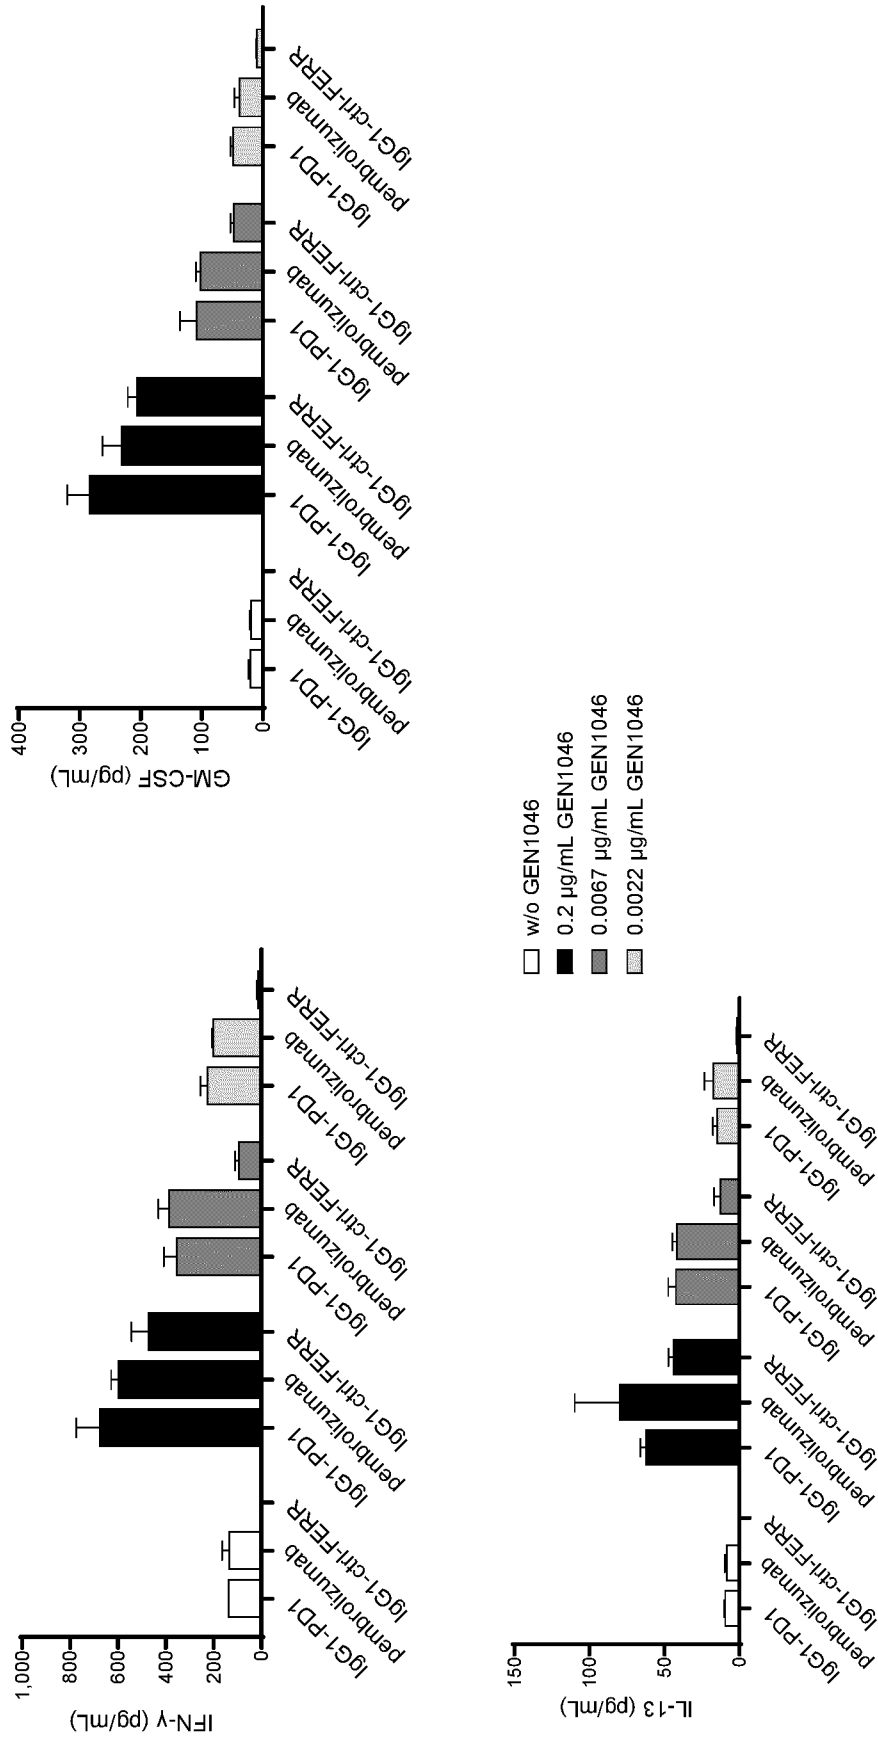 IFN-γ (pg/mL)
1,000
800
600
400
200
0
IgG1-PD1
pembrolizumab
IgG1-ctrl-FERR
IgG1-PD1
pembrolizumab
IgG1-ctrl-FERR
IgG1-PD1
pembrolizumab
IgG1-ctrl-FERR
IgG1-PD1
pembrolizumab
IgG1-ctrl-FERR
GM-CSF (pg/mL)
400
300
200
100
0
IgG1-PD1
pembrolizumab
IgG1-ctrl-FERR
IgG1-PD1
pembrolizumab
IgG1-ctrl-FERR
IgG1-PD1
pembrolizumab
IgG1-ctrl-FERR
IgG1-PD1
pembrolizumab
IgG1-ctrl-FERR
IL-13 (pg/mL)
150
100
50
0
IgG1-PD1
pembrolizumab
IgG1-ctrl-FERR
IgG1-PD1
pembrolizumab
IgG1-ctrl-FERR
IgG1-PD1
pembrolizumab
IgG1-ctrl-FERR
IgG1-PD1
pembrolizumab
IgG1-ctrl-FERR
w/o GEN1046
0.2 µg/mL GEN1046
0.0067 µg/mL GEN1046
0.0022 µg/mL GEN1046